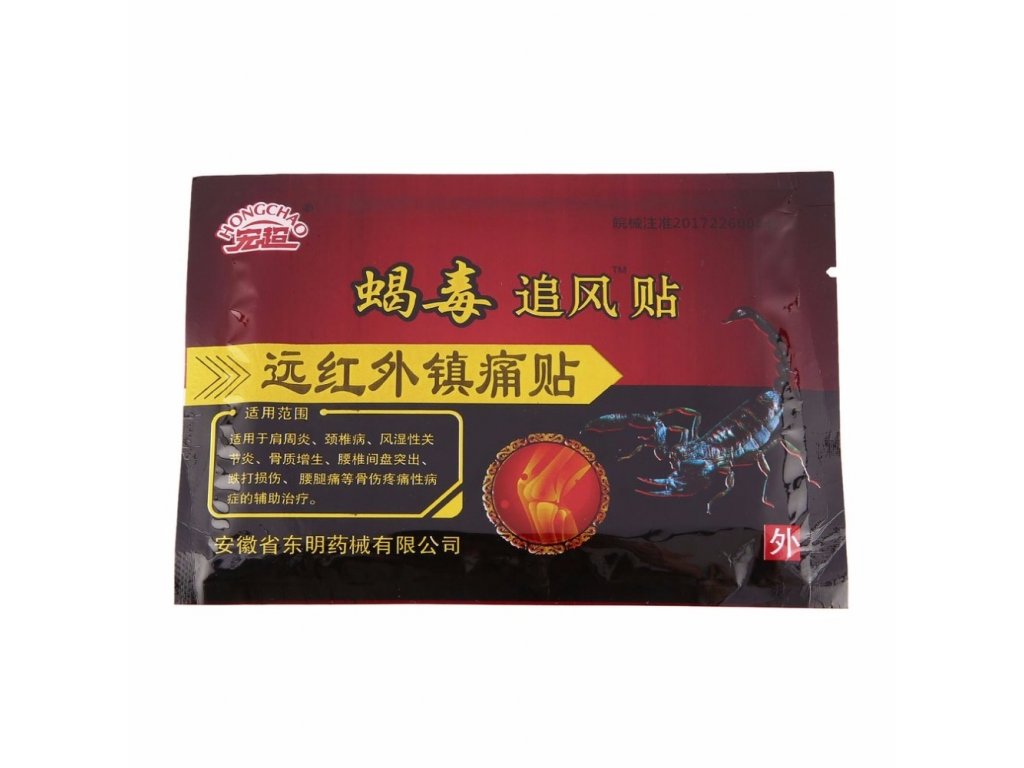 HONGCHAO®
宏超
皖械注准201722600
蝎毒 追风™贴
远红外镇痛贴
适用范围
适用于肩周炎、颈椎病、风湿性关
节炎、骨质增生、腰椎间盘突出、
跌打损伤、腰腿痛等骨伤疼痛性病
症的辅助治疗。
安徽省东明药械有限公司
外